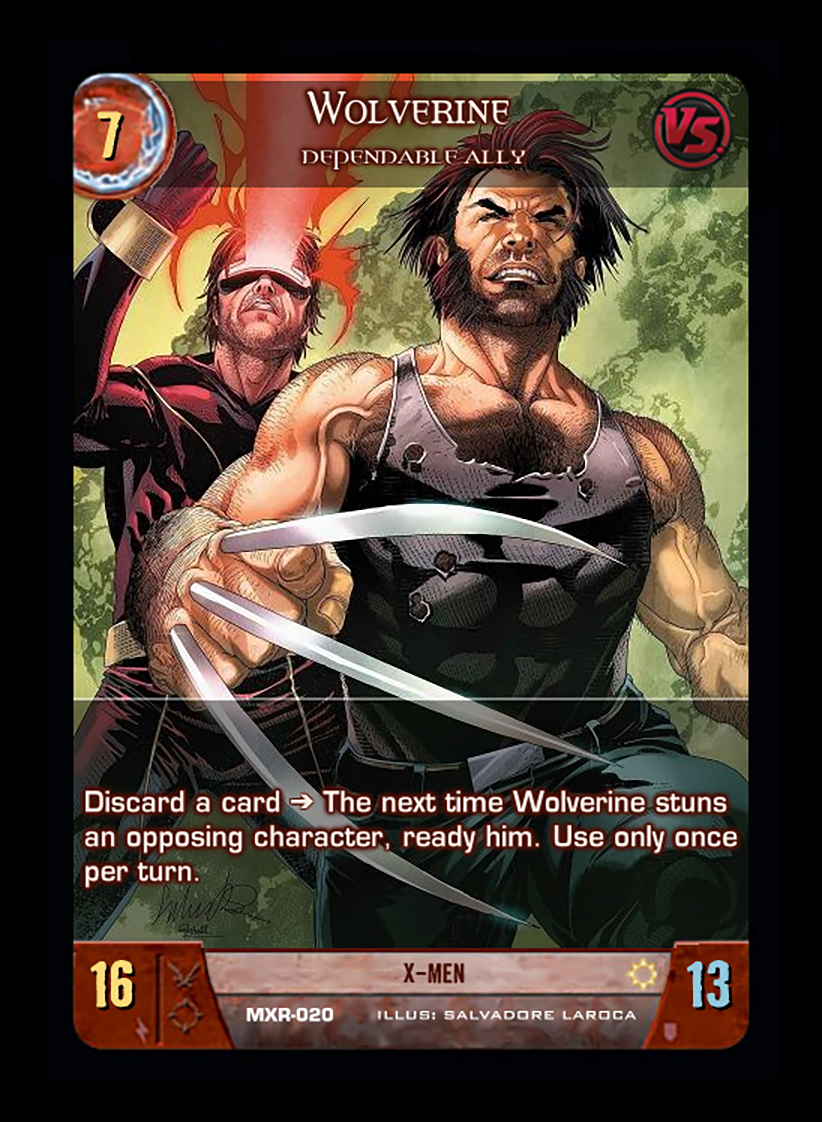 7
WOLVERINE
VS.
DEPENDABLE ALLY
Discard a card ➔ The next time Wolverine stuns
an opposing character, ready him. Use only once
per turn.
16
X-MEN
13
MXR-020
ILLUS: SALVADORE LAROCA